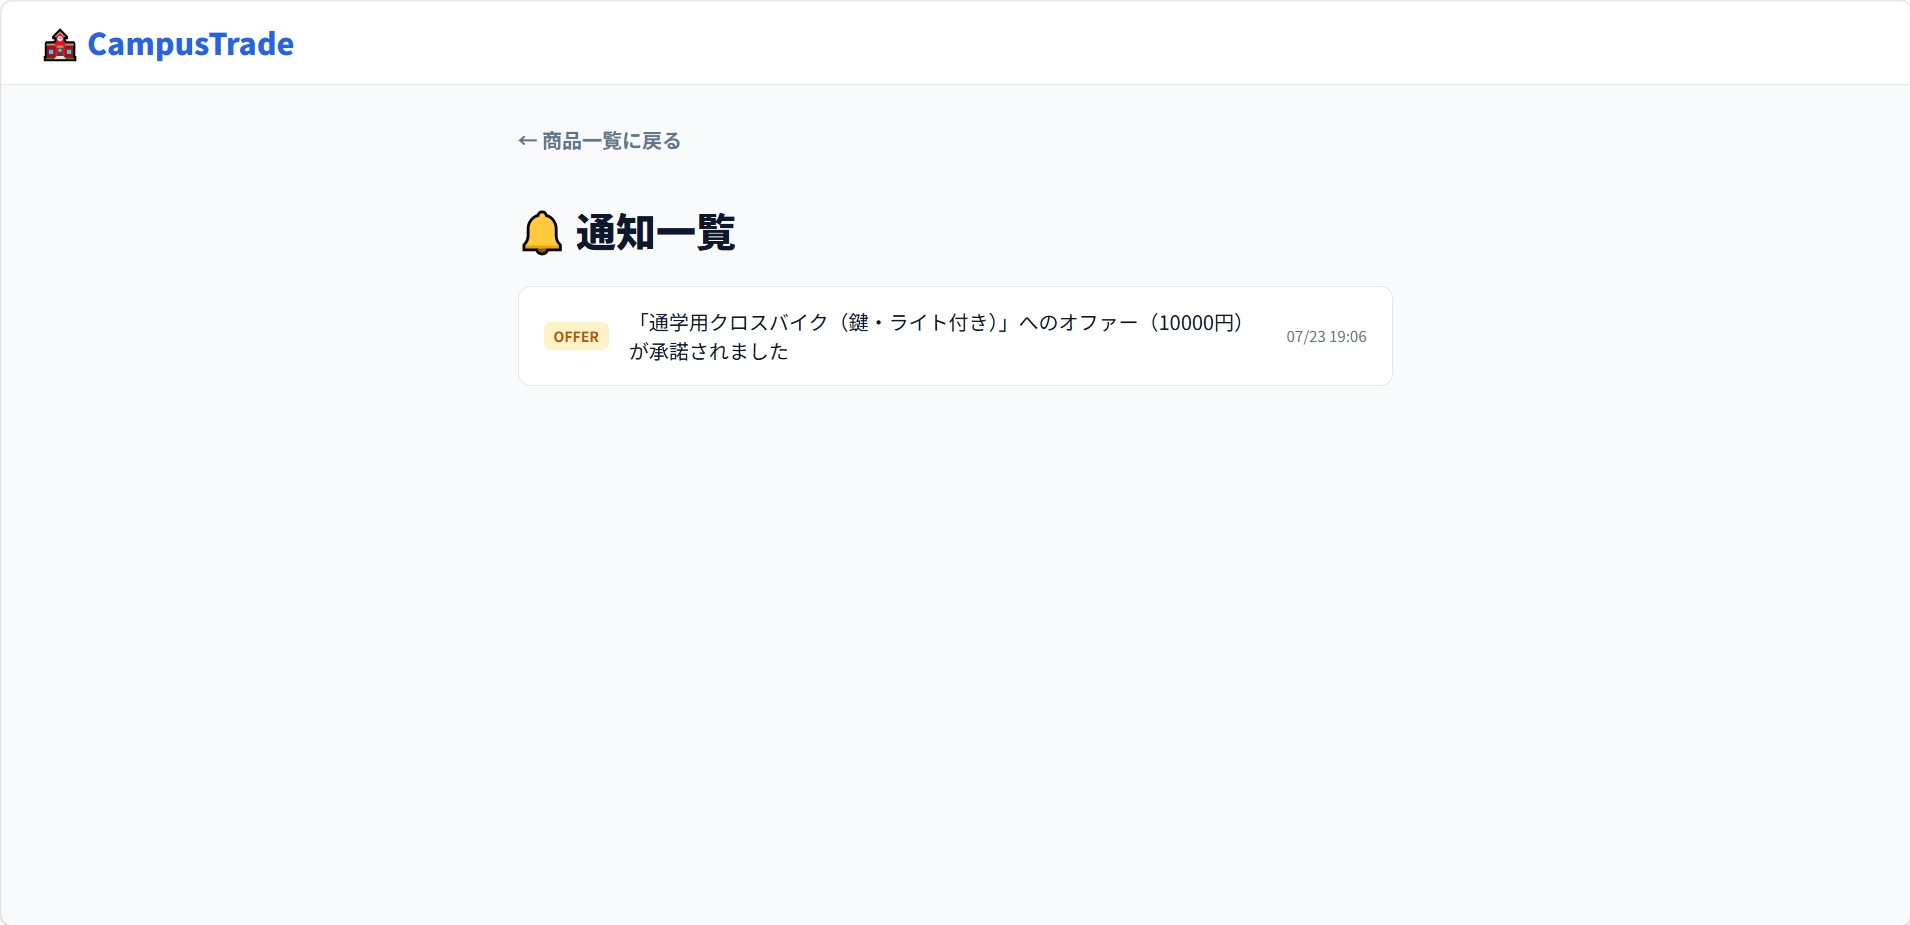 CampusTrade
← 商品一覧に戻る
通知一覧
OFFER
「通学用クロスバイク（鍵・ライト付き）」へのオファー（10000円）
が承諾されました
07/23 19:06